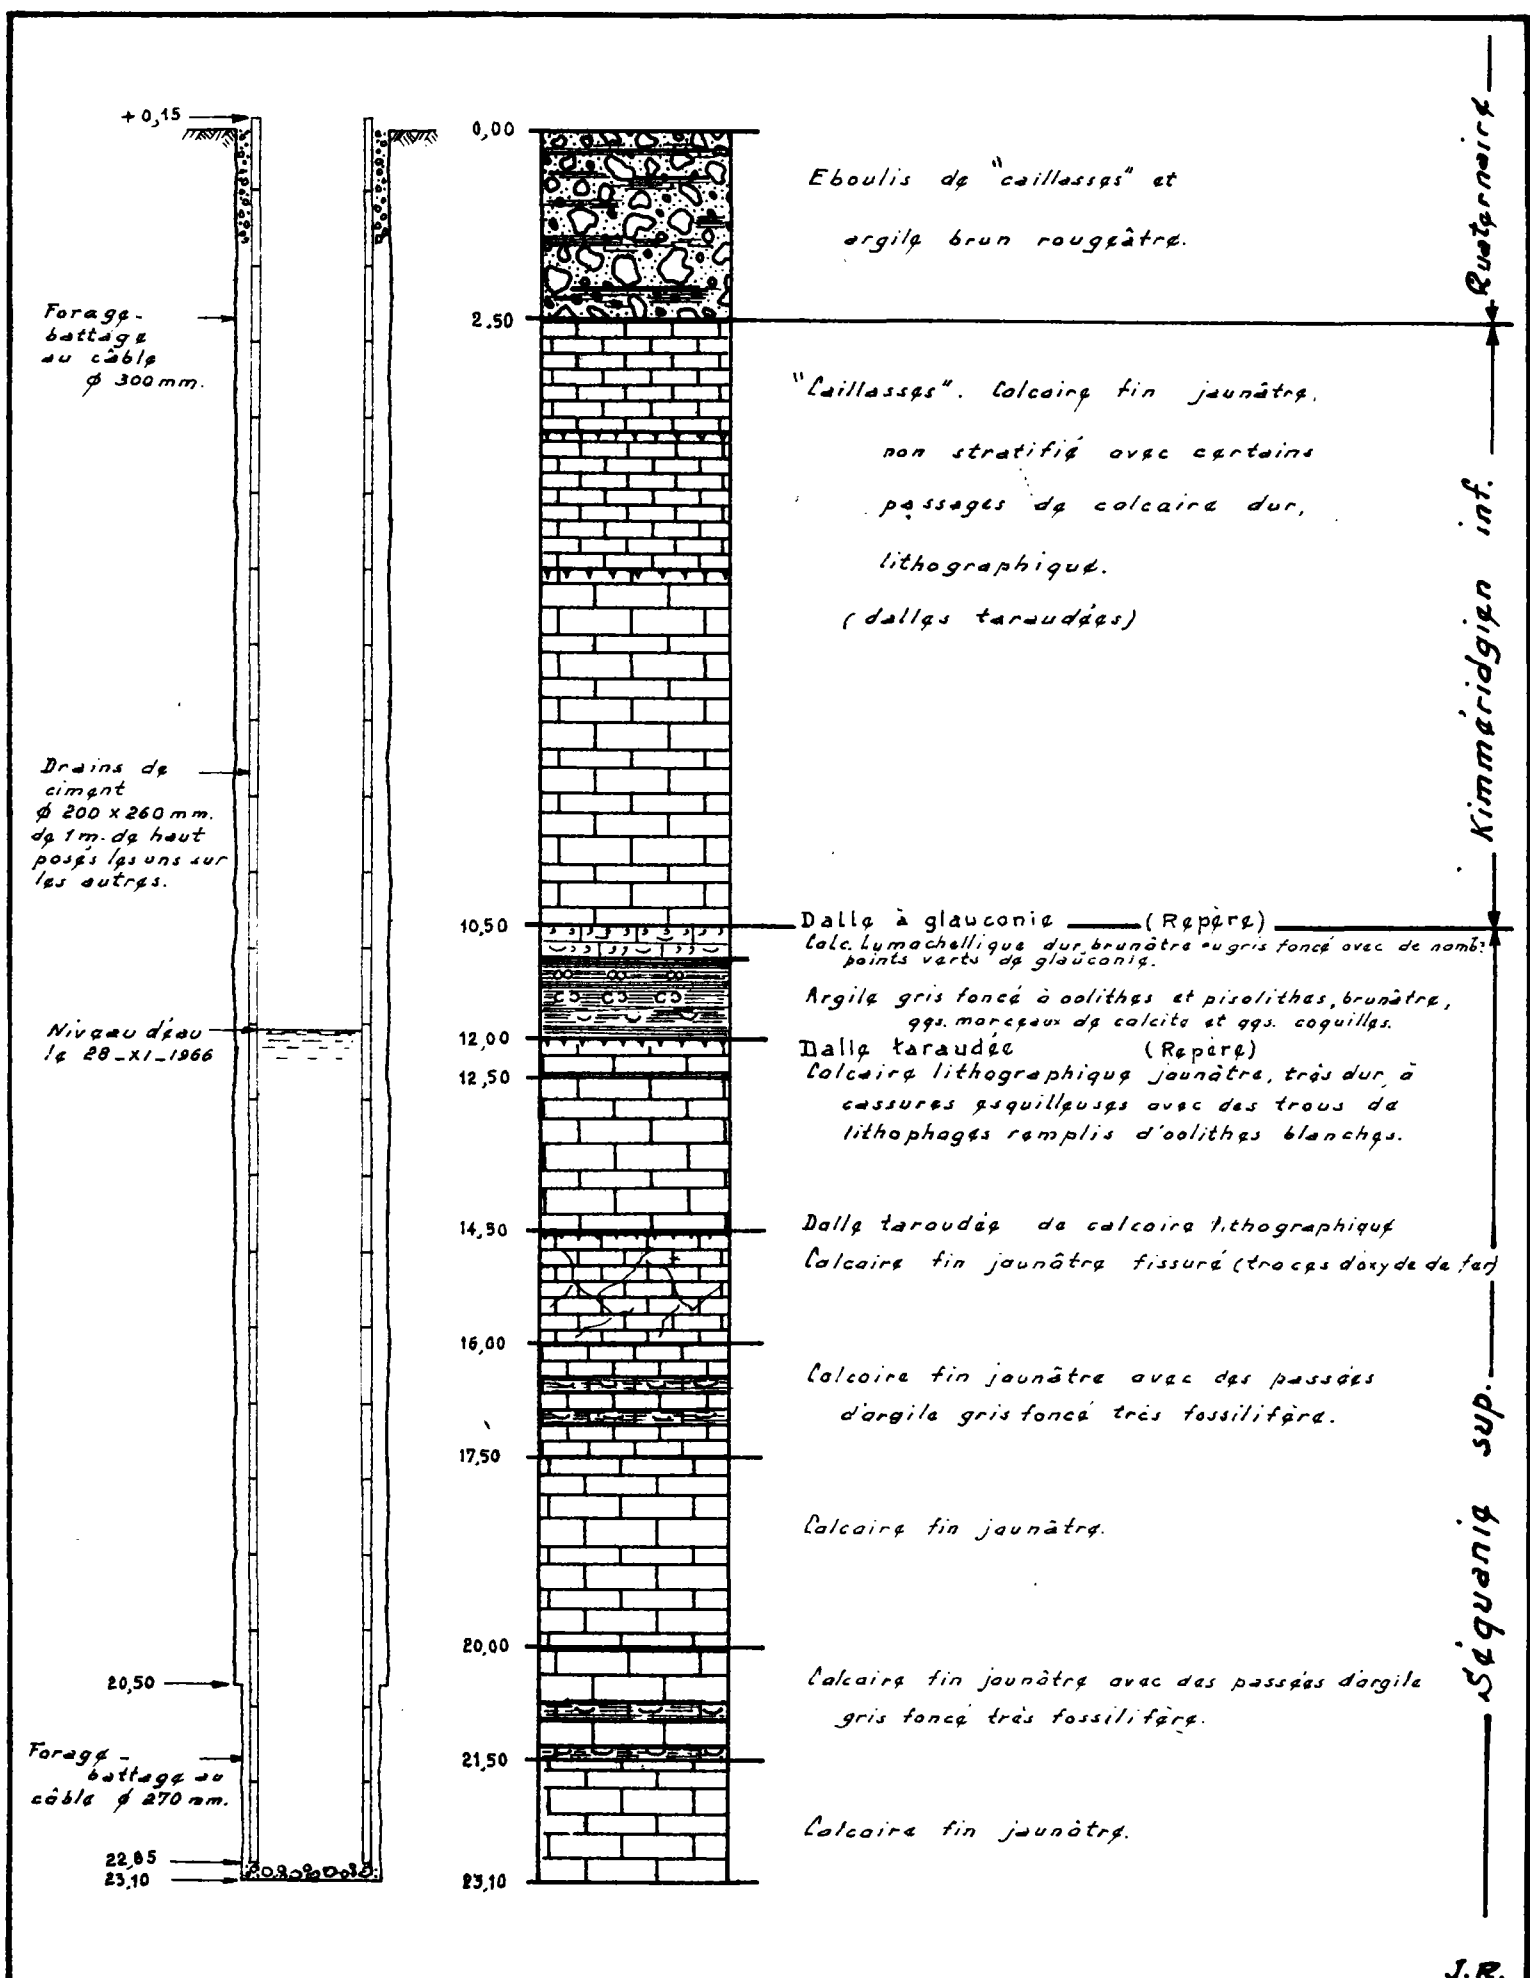 +0,15
Forage-
battage
au câble
ϕ 300 mm.
Drains de
ciment
ϕ 200 x 260 mm.
de 1 m. de haut
posés les uns sur
les autres.
Niveau d'eau
le 28-XI-1966
20,50
Forage -
battage au
câble ϕ 270 mm.
22,85
23,10
0,00
2,50
10,50
12,00
12,50
14,50
16,00
17,50
20,00
21,50
23,10
Eboulis de "caillasses" et
argile brun rougeâtre.
"Caillasses". Calcaire fin jaunâtre,
non stratifié avec certains
passages de calcaire dur,
lithographique.
(dalles taraudées)
Dalle à glauconie (Repère)
Calc. Lumachellique dur brunâtre ou gris foncé avec de nomb.
points verts de glauconie.
Argile gris foncé à oolithes et pisolithes, brunâtre,
qqs. morceaux de calcite et qqs. coquilles.
Dalle taraudée (Repère)
Calcaire lithographique jaunâtre, très dur à
cassures esquilleuses avec des trous de
lithophages remplis d'oolithes blanches.
Dalle taraudée de calcaire lithographique
Calcaire fin jaunâtre fissuré (traces d'oxyde de fer)
Calcaire fin jaunâtre avec des passées
d'argile gris foncé très fossilifère.
Calcaire fin jaunâtre.
Calcaire fin jaunâtre avec des passées d'argile
gris foncé très fossilifère.
Calcaire fin jaunâtre.
Quaternaire
Kimméridgien inf.
Séquanie sup.
J.R.